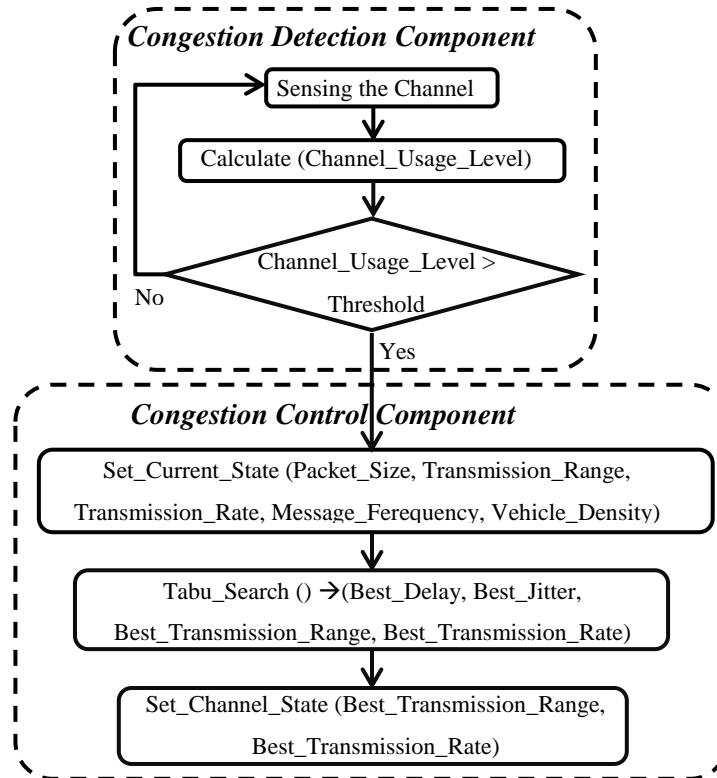 Congestion Detection Component
Sensing the Channel
Calculate (Channel_Usage_Level)
Channel_Usage_Level >
Threshold
No
Yes
Congestion Control Component
Set_Current_State (Packet_Size, Transmission_Range,
Transmission_Rate, Message_Ferequency, Vehicle_Density)
Tabu_Search () →(Best_Delay, Best_Jitter,
Best_Transmission_Range, Best_Transmission_Rate)
Set_Channel_State (Best_Transmission_Range,
Best_Transmission_Rate)